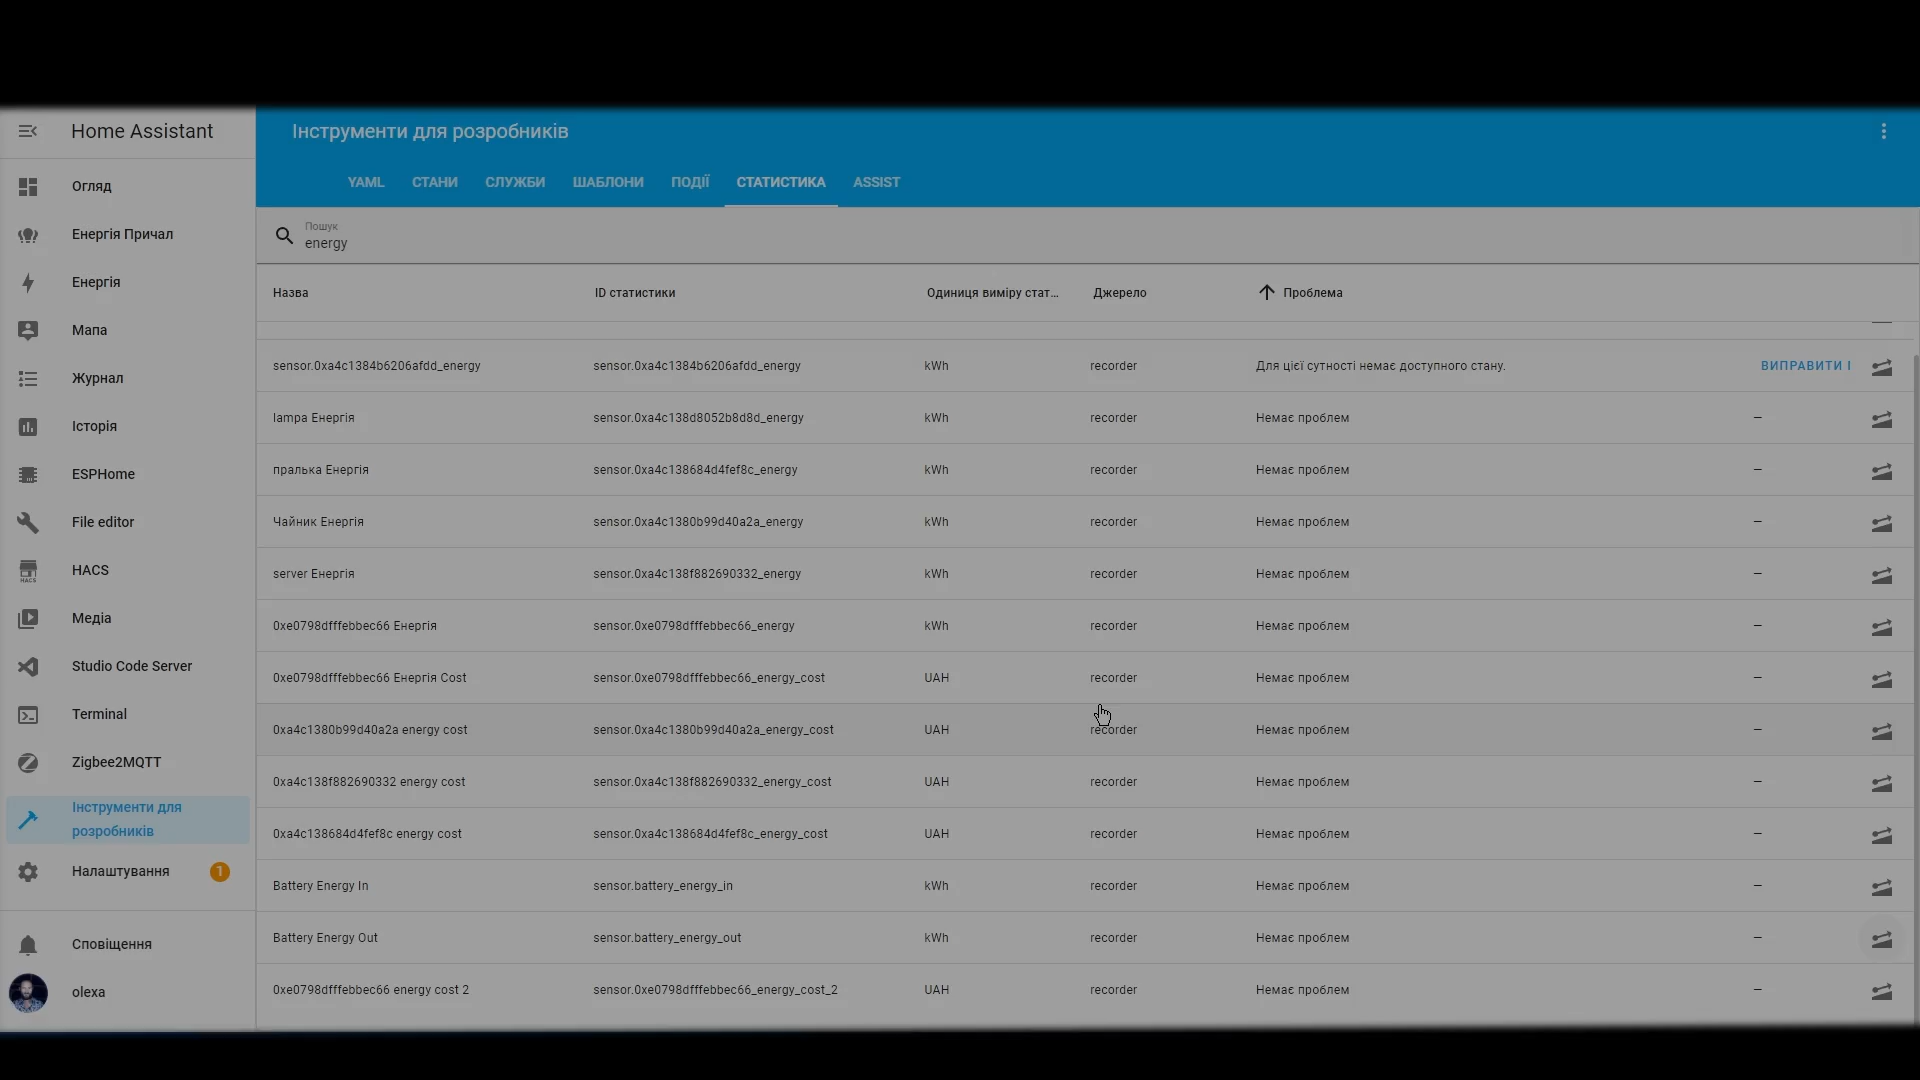 Home Assistant
Інструменти для розробників
YAML СТАНИ СЛУЖБИ ШАБЛОНИ ПОДІЇ СТАТИСТИКА ASSIST
Огляд
Енергія Причал
Енергія
Мапа
Журнал
Історія
ESPHome
File editor
HACS
Медіа
Studio Code Server
Terminal
Zigbee2MQTT
Інструменти для
розробників
Налаштування 1
Сповіщення
olexa
Пошук
energy
Назва ID статистики Одиниця виміру стат… Джерело Проблема
sensor.0xa4c1384b6206afdd_energy sensor.0xa4c1384b6206afdd_energy kWh recorder Для цієї сутності немає доступного стану. ВИПРАВИТИ І
lampa Енергія sensor.0xa4c138d8052b8d8d_energy kWh recorder Немає проблем –
пралька Енергія sensor.0xa4c138684d4fef8c_energy kWh recorder Немає проблем –
Чайник Енергія sensor.0xa4c1380b99d40a2a_energy kWh recorder Немає проблем –
server Енергія sensor.0xa4c138f882690332_energy kWh recorder Немає проблем –
0xe0798dfffebbec66 Енергія sensor.0xe0798dfffebbec66_energy kWh recorder Немає проблем –
0xe0798dfffebbec66 Енергія Cost sensor.0xe0798dfffebbec66_energy_cost UAH recorder Немає проблем –
0xa4c1380b99d40a2a energy cost sensor.0xa4c1380b99d40a2a_energy_cost UAH recorder Немає проблем –
0xa4c138f882690332 energy cost sensor.0xa4c138f882690332_energy_cost UAH recorder Немає проблем –
0xa4c138684d4fef8c energy cost sensor.0xa4c138684d4fef8c_energy_cost UAH recorder Немає проблем –
Battery Energy In sensor.battery_energy_in kWh recorder Немає проблем –
Battery Energy Out sensor.battery_energy_out kWh recorder Немає проблем –
0xe0798dfffebbec66 energy cost 2 sensor.0xe0798dfffebbec66_energy_cost_2 UAH recorder Немає проблем –